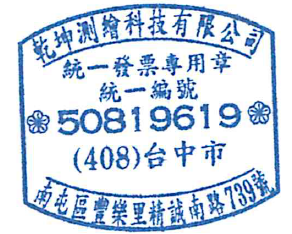 乾坤測繪科技有限公司
統一發票專用章
統一編號
50819619
(408)台中市
南屯區豐樂里精誠南路739號